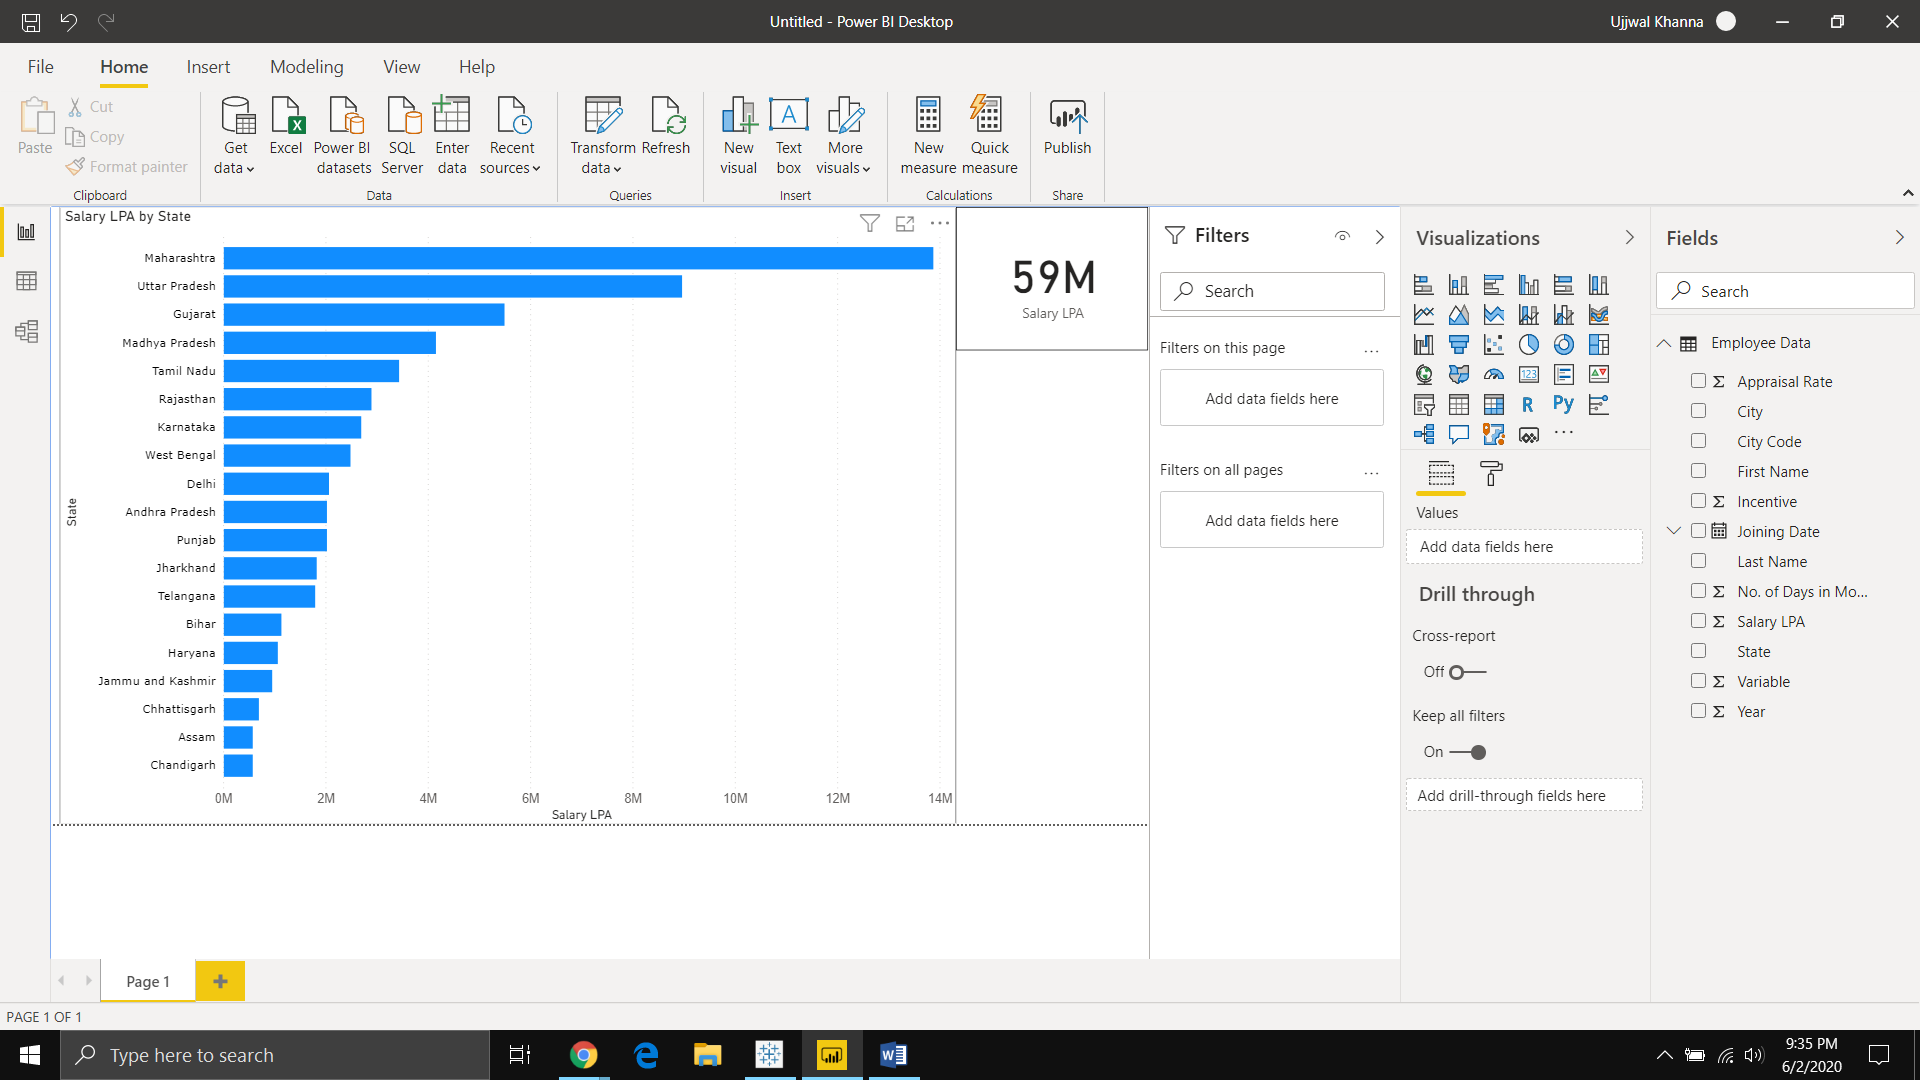 Untitled - Power BI Desktop
Ujjwal Khanna
File Home Insert Modeling View Help
Paste
Cut
Copy
Format painter
Clipboard
Get data
Excel
Power BI datasets
SQL Server
Enter data
Recent sources
Data
Transform data
Refresh
Queries
New visual
Text box
More visuals
Insert
New measure
Quick measure
Calculations
Publish
Share
Salary LPA by State
State
Maharashtra
Uttar Pradesh
Gujarat
Madhya Pradesh
Tamil Nadu
Rajasthan
Karnataka
West Bengal
Delhi
Andhra Pradesh
Punjab
Jharkhand
Telangana
Bihar
Haryana
Jammu and Kashmir
Chhattisgarh
Assam
Chandigarh
0M 2M 4M 6M 8M 10M 12M 14M
Salary LPA
59M
Salary LPA
Filters
Search
Filters on this page
Add data fields here
Filters on all pages
Add data fields here
Visualizations
123
R
Py
Values
Add data fields here
Drill through
Cross-report
Off
Keep all filters
On
Add drill-through fields here
Fields
Search
Employee Data
Σ Appraisal Rate
City
City Code
First Name
Σ Incentive
Joining Date
Last Name
Σ No. of Days in Mo...
Σ Salary LPA
State
Σ Variable
Σ Year
Page 1
PAGE 1 OF 1
Type here to search
9:35 PM
6/2/2020